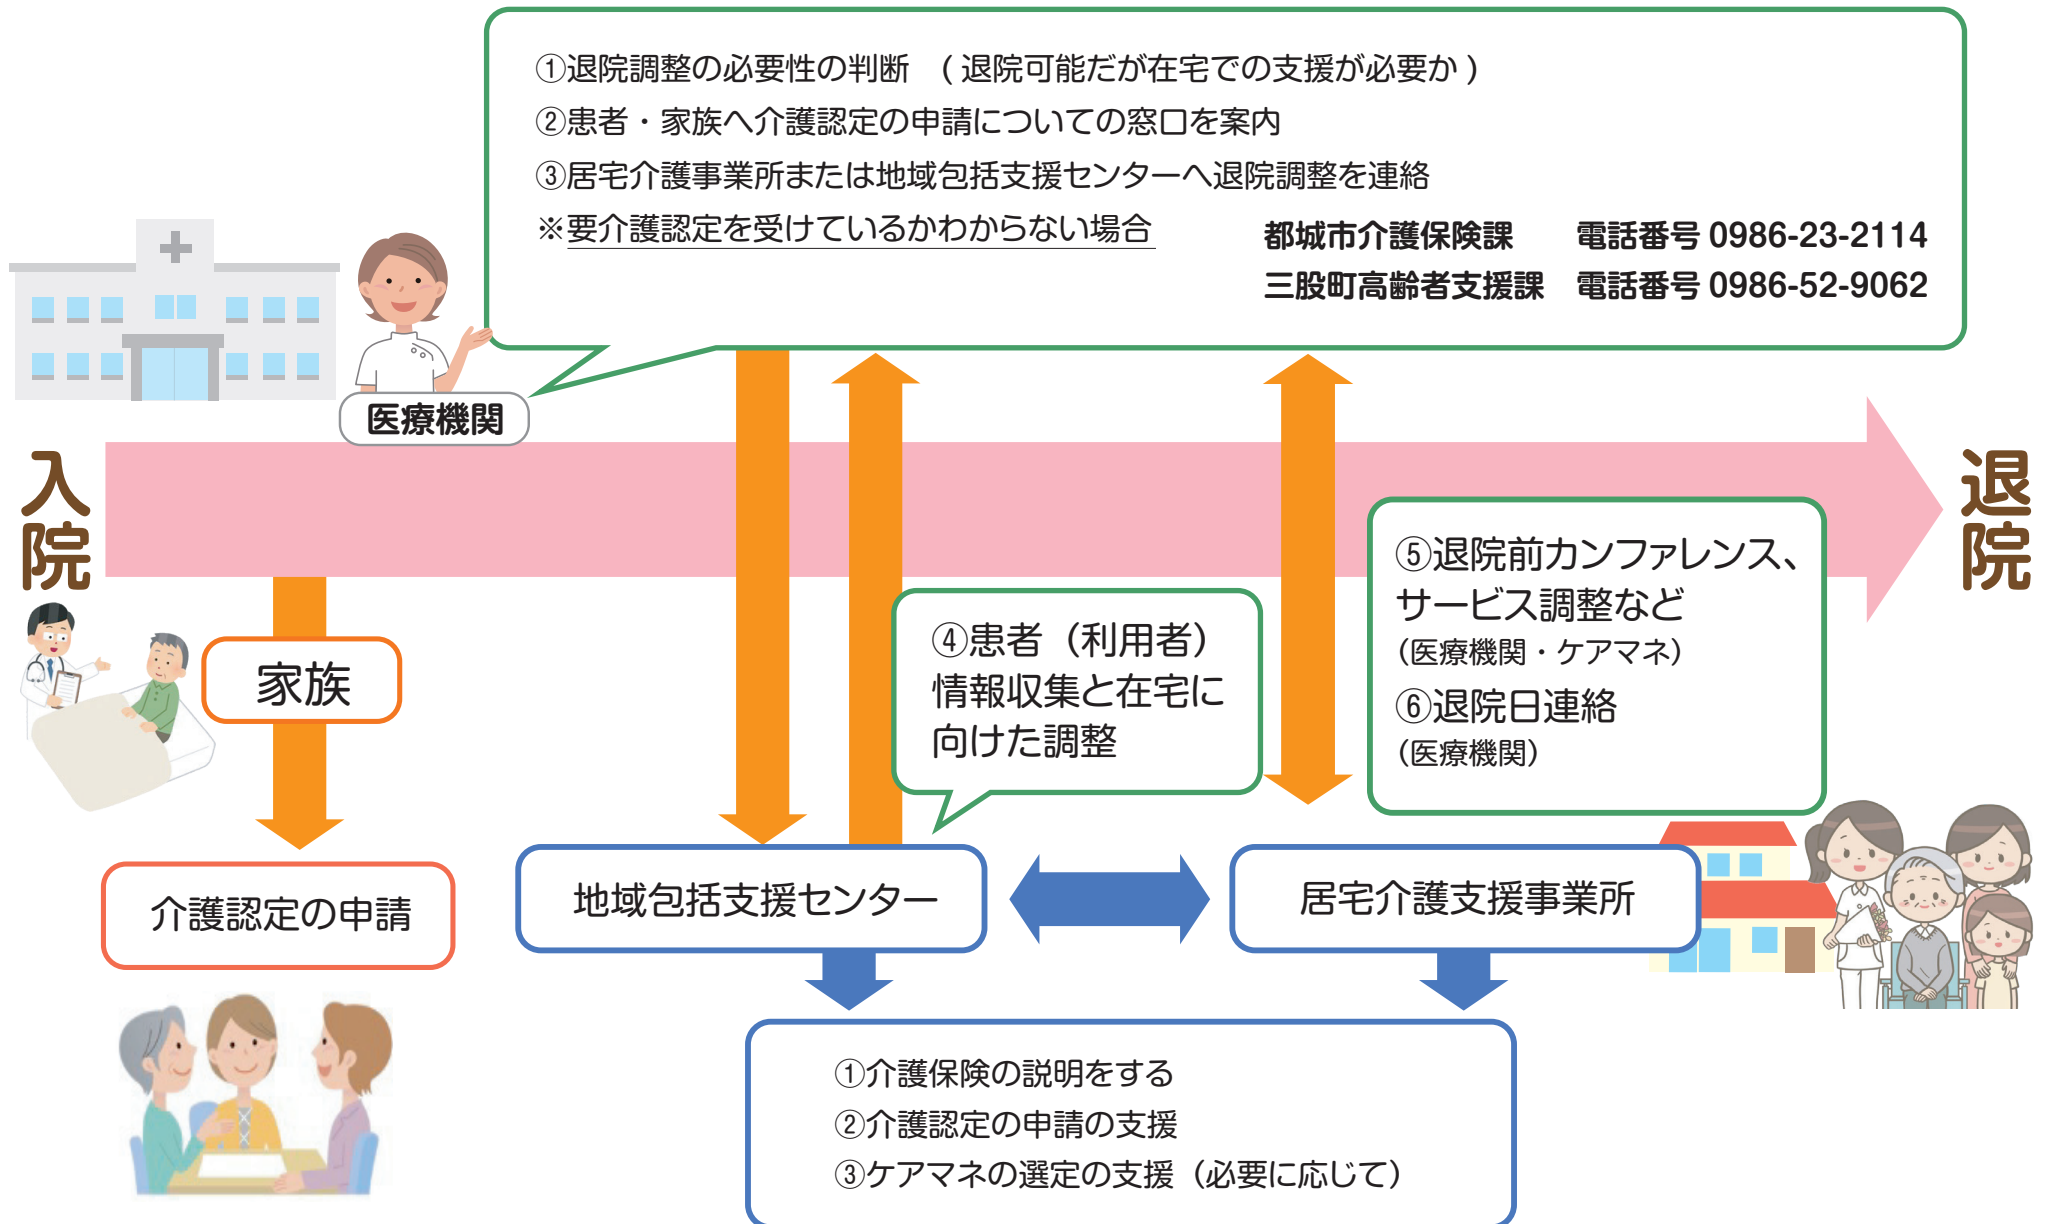 ①退院調整の必要性の判断 (退院可能だが在宅での支援が必要か)
②患者・家族へ介護認定の申請についての窓口を案内
③居宅介護事業所または地域包括支援センターへ退院調整を連絡
※要介護認定を受けているかわからない場合
都城市介護保険課 電話番号 0986-23-2114
三股町高齢者支援課 電話番号 0986-52-9062
医療機関
入院
退院
家族
介護認定の申請
④患者(利用者)
情報収集と在宅に
向けた調整
⑤退院前カンファレンス、
サービス調整など
(医療機関・ケアマネ)
⑥退院日連絡
(医療機関)
地域包括支援センター
居宅介護支援事業所
①介護保険の説明をする
②介護認定の申請の支援
③ケアマネの選定の支援(必要に応じて)